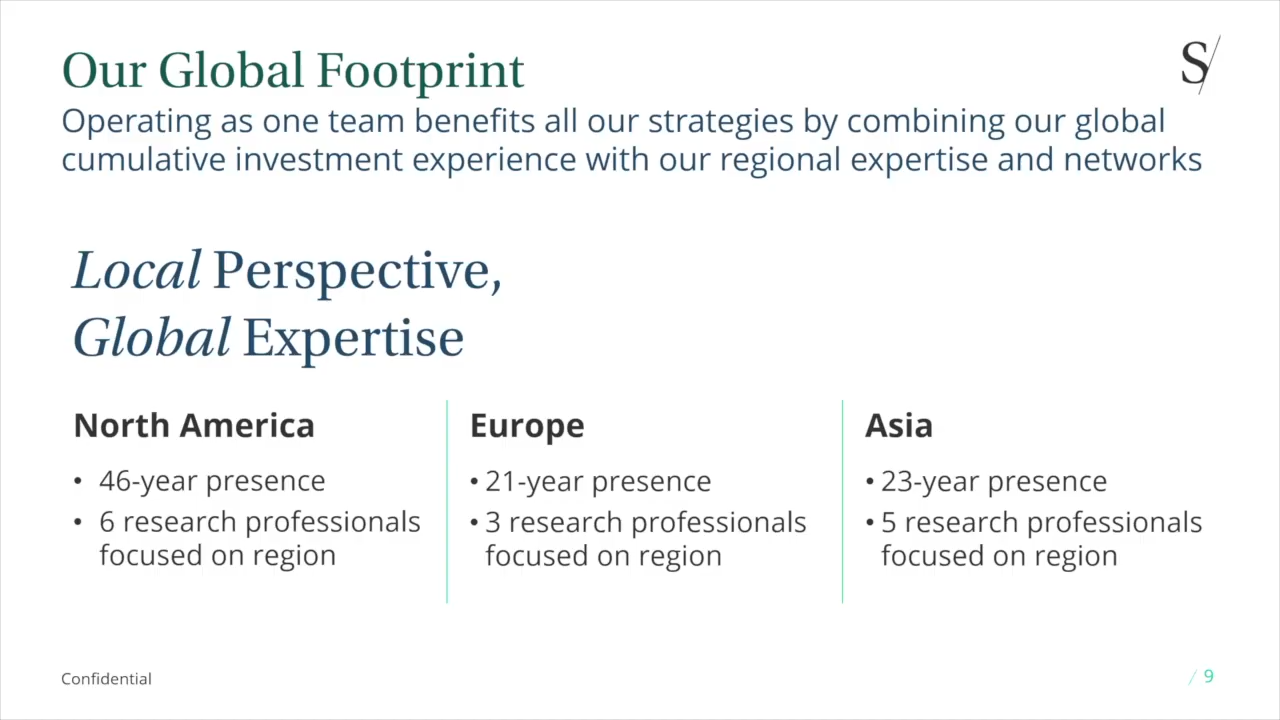 Our Global Footprint
S/
Operating as one team benefits all our strategies by combining our global
cumulative investment experience with our regional expertise and networks
Local Perspective,
Global Expertise
North America
• 46-year presence
• 6 research professionals
focused on region
Europe
• 21-year presence
• 3 research professionals
focused on region
Asia
• 23-year presence
• 5 research professionals
focused on region
Confidential
/ 9